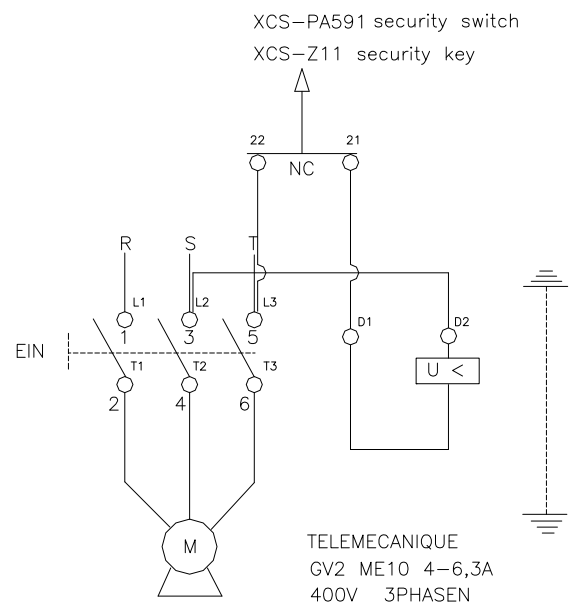 XCS-PA591 security switch
XCS-Z11 security key
22
21
NC
R
S
T
L1
L2
L3
1
3
5
D1
D2
EIN
T1
T2
T3
U <
2
4
6
M
TELEMECANIQUE
GV2 ME10 4-6,3A
400V 3PHASEN